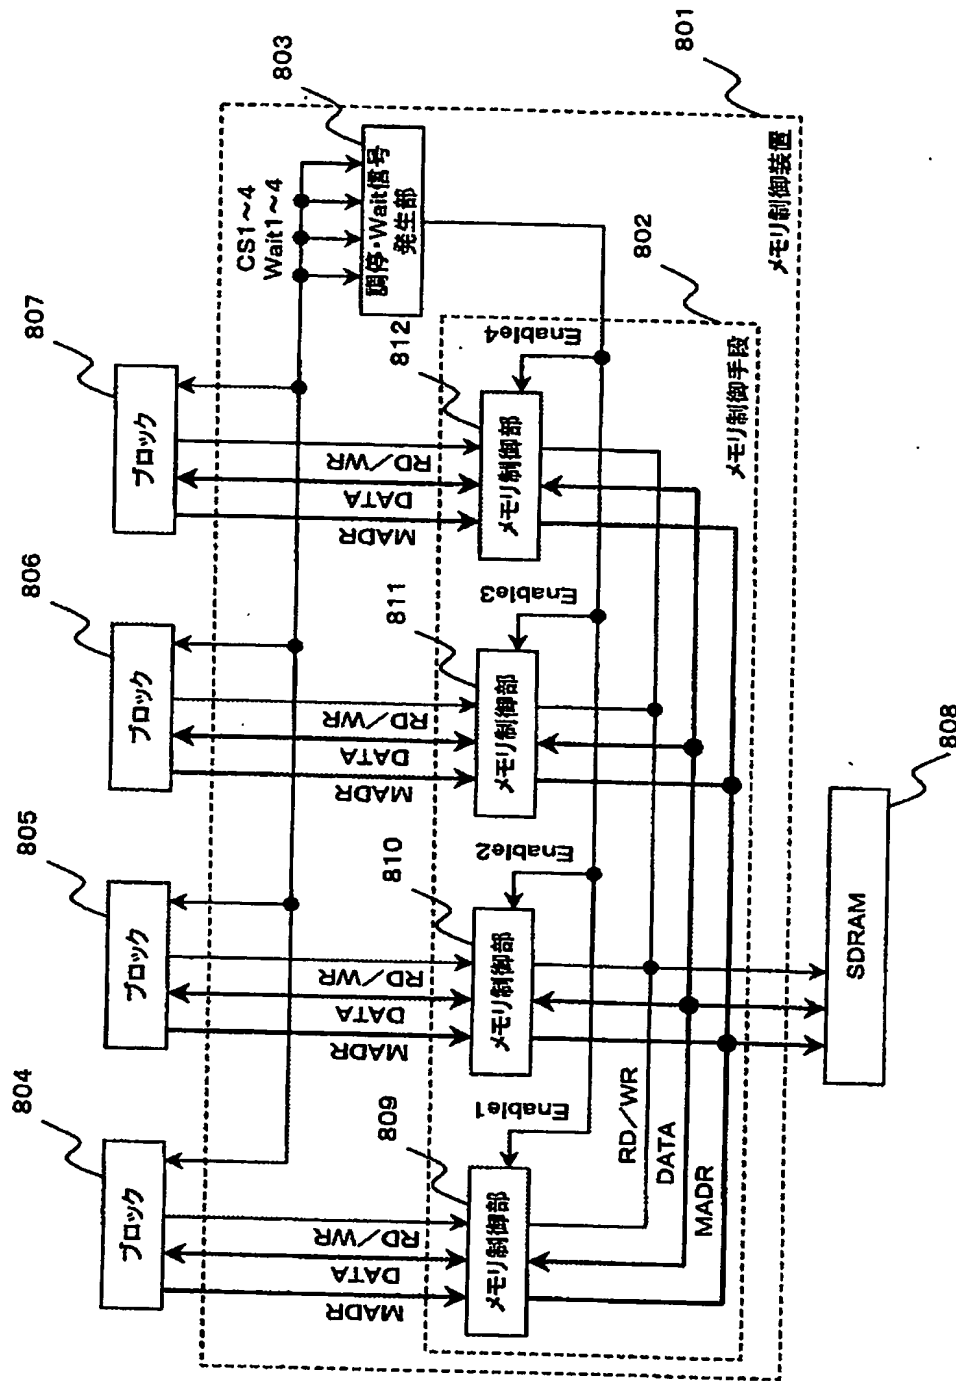 804
805
806
807
803
801
ブロック
ブロック
ブロック
ブロック
CS1~4
Wait1~4
調停・Wait信号
発生部
MADR
DATA
RD/WR
MADR
DATA
RD/WR
MADR
DATA
RD/WR
MADR
DATA
RD/WR
809
810
811
812
802
メモリ制御部
メモリ制御部
メモリ制御部
メモリ制御部
Enable1
Enable2
Enable3
Enable4
RD/WR
DATA
MADR
メモリ制御手段
メモリ制御装置
SDRAM
808